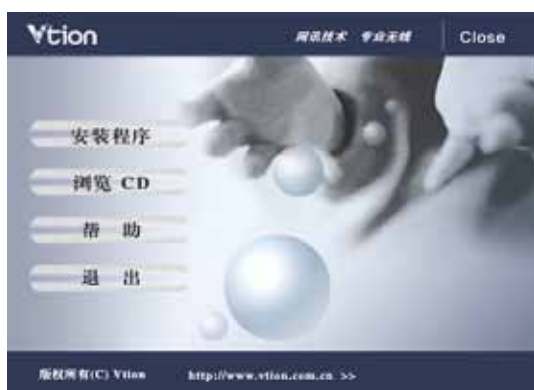 Vtion 网讯技术 专业无线 Close
安装程序
浏览 CD
帮 助
退 出
版权所有(C) Vtion http://www.vtion.com.cn >>